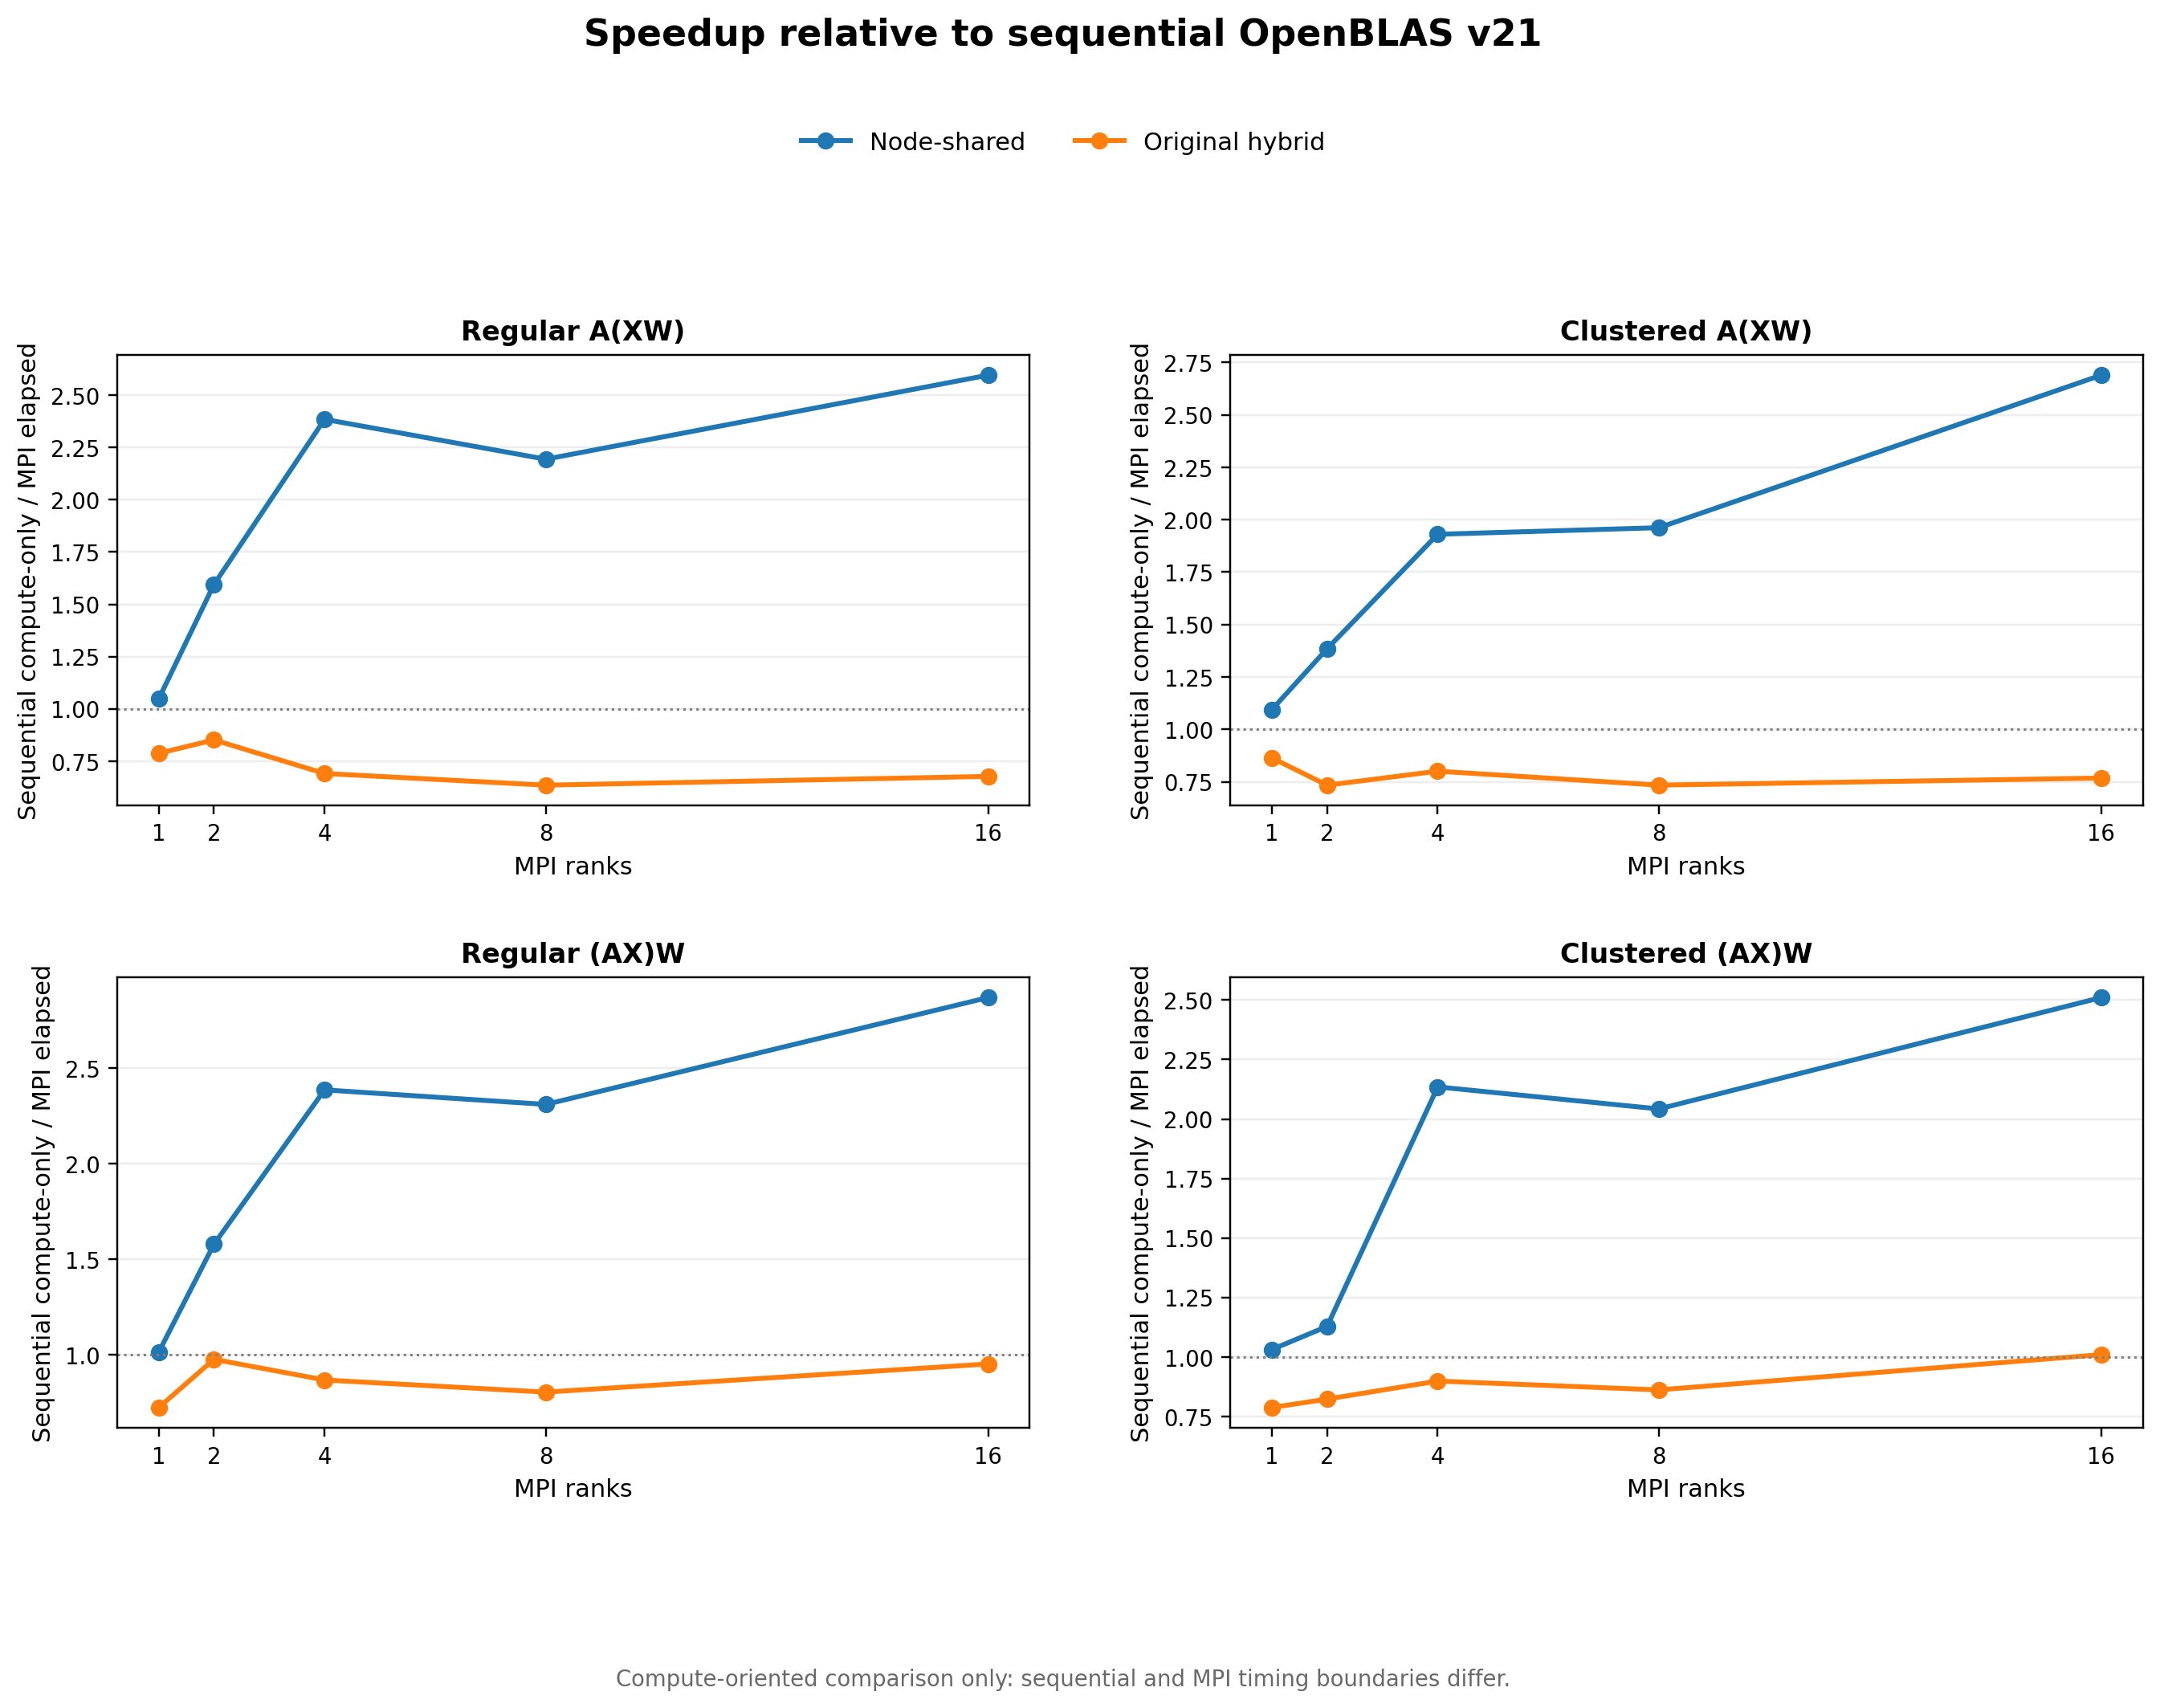 Speedup relative to sequential OpenBLAS v21
Node-shared
Original hybrid
Regular A(XW)
Sequential compute-only / MPI elapsed
2.50
2.25
2.00
1.75
1.50
1.25
1.00
0.75
1 2 4 8 16
MPI ranks
Clustered A(XW)
Sequential compute-only / MPI elapsed
2.75
2.50
2.25
2.00
1.75
1.50
1.25
1.00
0.75
1 2 4 8 16
MPI ranks
Regular (AX)W
Sequential compute-only / MPI elapsed
2.5
2.0
1.5
1.0
1 2 4 8 16
MPI ranks
Clustered (AX)W
Sequential compute-only / MPI elapsed
2.50
2.25
2.00
1.75
1.50
1.25
1.00
0.75
1 2 4 8 16
MPI ranks
Compute-oriented comparison only: sequential and MPI timing boundaries differ.